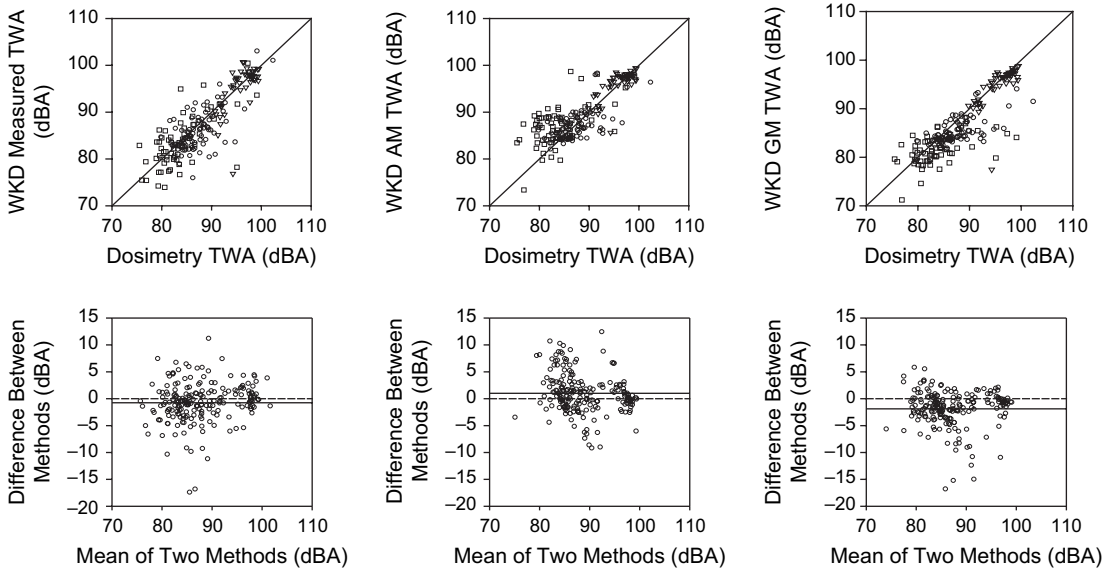 WKD Measured TWA
(dBA)
110
100
90
80
70
70 80 90 100 110
Dosimetry TWA (dBA)
WKD AM TWA (dBA)
110
100
90
80
70
70 80 90 100 110
Dosimetry TWA (dBA)
WKD GM TWA (dBA)
110
100
90
80
70
70 80 90 100 110
Dosimetry TWA (dBA)
Difference Between
Methods (dBA)
15
10
5
0
–5
–10
–15
–20
70 80 90 100 110
Mean of Two Methods (dBA)
Difference Between
Methods (dBA)
15
10
5
0
–5
–10
–15
–20
70 80 90 100 110
Mean of Two Methods (dBA)
Difference Between
Methods (dBA)
15
10
5
0
–5
–10
–15
–20
70 80 90 100 110
Mean of Two Methods (dBA)